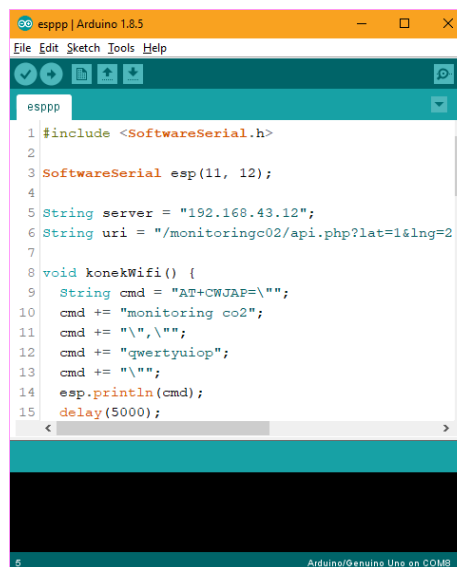 esppp | Arduino 1.8.5
File Edit Sketch Tools Help
esppp
1 #include <SoftwareSerial.h>
2
3 SoftwareSerial esp(11, 12);
4
5 String server = "192.168.43.12";
6 String uri = "/monitoringc02/api.php?lat=1&lng=2
7
8 void konekWifi() {
9 String cmd = "AT+CWJAP=\"";
10 cmd += "monitoring co2";
11 cmd += "\",\"";
12 cmd += "qwertyuiop";
13 cmd += "\"";
14 esp.println(cmd);
15 delay(5000);
5 Arduino/Genuino Uno on COM8